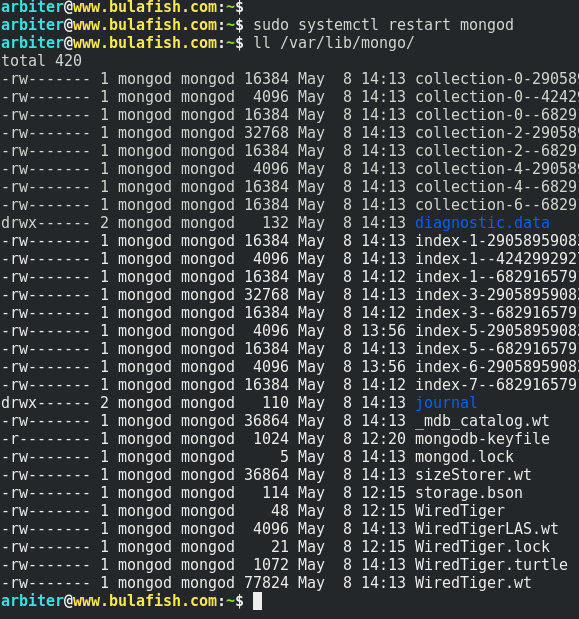 arbiter@www.bulafish.com:~$
arbiter@www.bulafish.com:~$ sudo systemctl restart mongod
arbiter@www.bulafish.com:~$ ll /var/lib/mongo/
total 420
-rw------- 1 mongod mongod 16384 May  8 14:13 collection-0-290589
-rw------- 1 mongod mongod  4096 May  8 14:13 collection-0--42429
-rw------- 1 mongod mongod 16384 May  8 14:13 collection-0--6829
-rw------- 1 mongod mongod 32768 May  8 14:13 collection-2-290589
-rw------- 1 mongod mongod 16384 May  8 14:13 collection-2--6829
-rw------- 1 mongod mongod  4096 May  8 14:13 collection-4-290589
-rw------- 1 mongod mongod 16384 May  8 14:13 collection-4--6829
-rw------- 1 mongod mongod 16384 May  8 14:13 collection-6--6829
drwx------ 2 mongod mongod   132 May  8 14:13 diagnostic.data
-rw------- 1 mongod mongod 16384 May  8 14:13 index-1-29058959083
-rw------- 1 mongod mongod  4096 May  8 14:13 index-1--4242992927
-rw------- 1 mongod mongod 16384 May  8 14:12 index-1--682916579
-rw------- 1 mongod mongod 32768 May  8 14:13 index-3-29058959083
-rw------- 1 mongod mongod 16384 May  8 14:12 index-3--682916579
-rw------- 1 mongod mongod  4096 May  8 13:56 index-5-29058959083
-rw------- 1 mongod mongod 16384 May  8 14:13 index-5--682916579
-rw------- 1 mongod mongod  4096 May  8 13:56 index-6-29058959083
-rw------- 1 mongod mongod 16384 May  8 14:12 index-7--682916579
drwx------ 2 mongod mongod   110 May  8 14:13 journal
-rw------- 1 mongod mongod 36864 May  8 14:13 _mdb_catalog.wt
-r-------- 1 mongod mongod  1024 May  8 12:20 mongodb-keyfile
-rw------- 1 mongod mongod     5 May  8 14:13 mongod.lock
-rw------- 1 mongod mongod 36864 May  8 14:13 sizeStorer.wt
-rw------- 1 mongod mongod   114 May  8 12:15 storage.bson
-rw------- 1 mongod mongod    48 May  8 12:15 WiredTiger
-rw------- 1 mongod mongod  4096 May  8 14:13 WiredTigerLAS.wt
-rw------- 1 mongod mongod    21 May  8 12:15 WiredTiger.lock
-rw------- 1 mongod mongod  1072 May  8 14:13 WiredTiger.turtle
-rw------- 1 mongod mongod 77824 May  8 14:13 WiredTiger.wt
arbiter@www.bulafish.com:~$